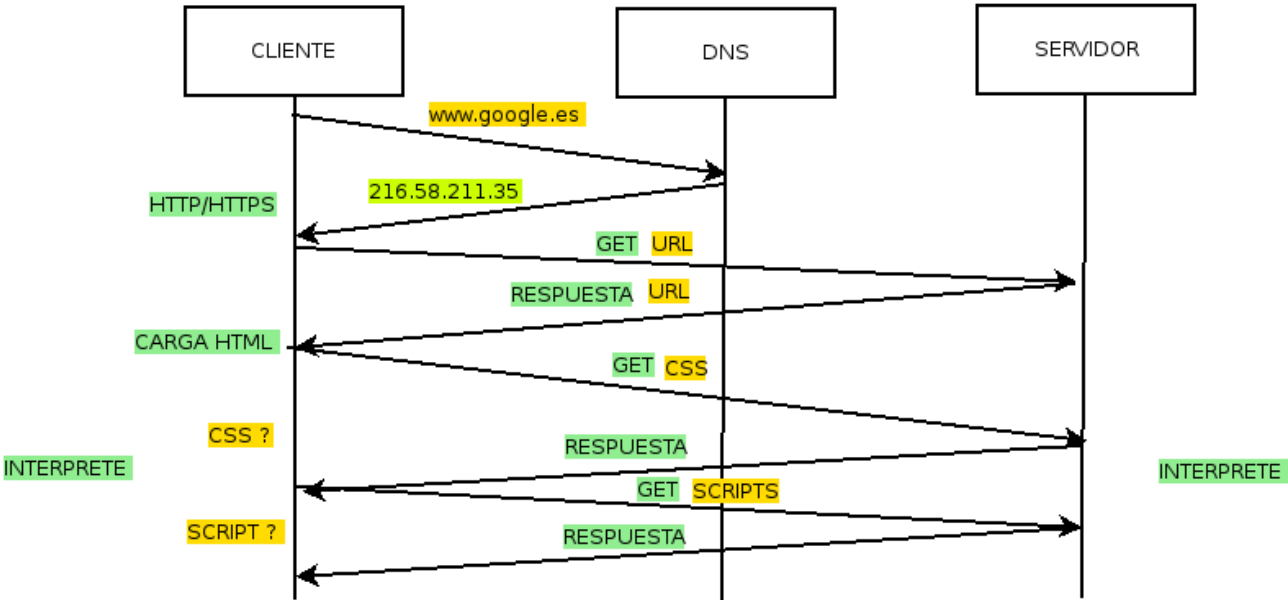 CLIENTE
DNS
SERVIDOR
www.google.es
216.58.211.35
HTTP/HTTPS
GET URL
RESPUESTA URL
CARGA HTML
GET CSS
CSS ?
RESPUESTA
INTERPRETE
INTERPRETE
GET SCRIPTS
SCRIPT ?
RESPUESTA